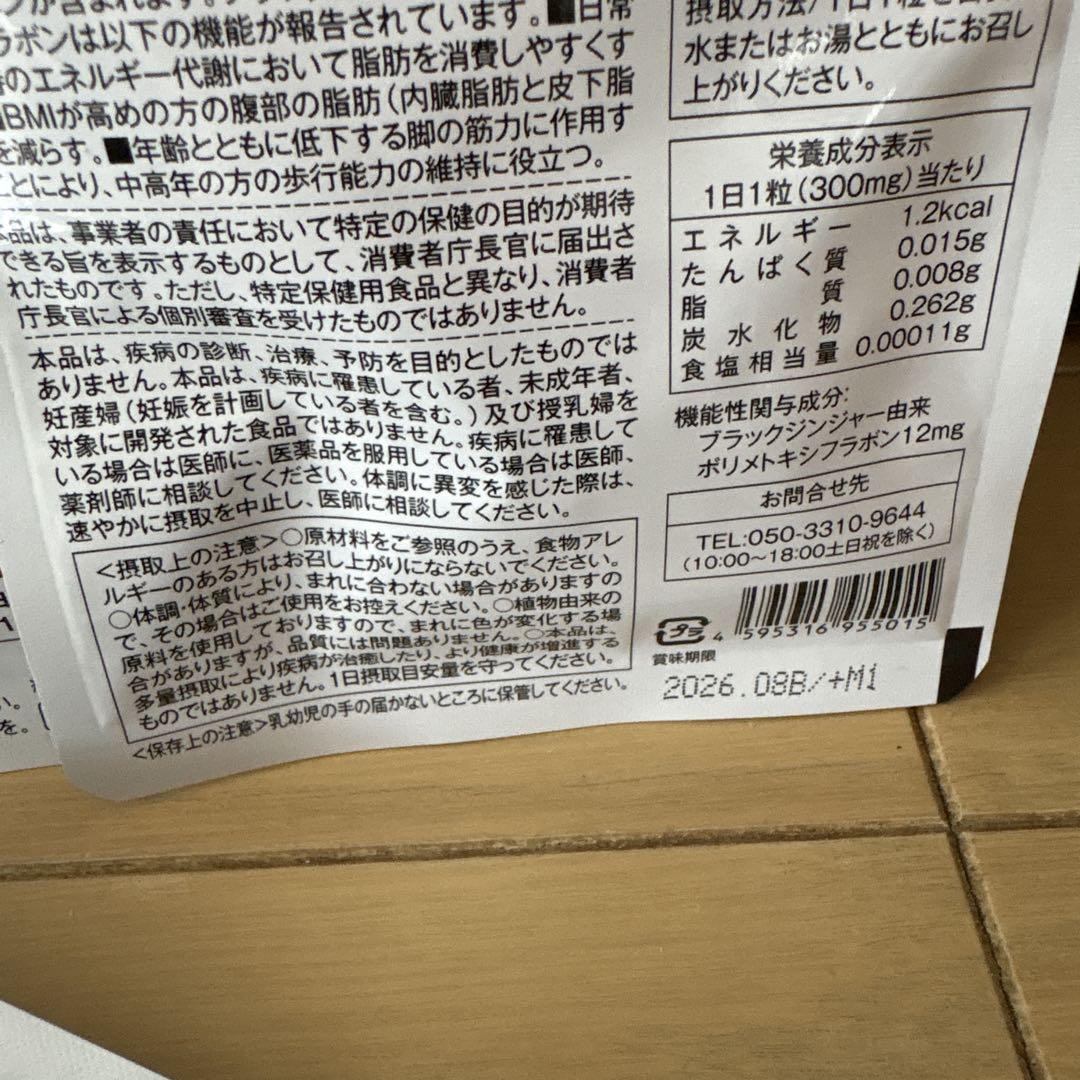 ラボンは以下の機能が報告されています。■日常
のエネルギー代謝において脂肪を消費しやすくす
BMIが高めの方の腹部の脂肪(内臓脂肪と皮下脂
を減らす。■年齢とともに低下する脚の筋力に作用す
ことにより、中高年の方の歩行能力の維持に役立つ。
本品は、事業者の責任において特定の保健の目的が期待
できる旨を表示するものとして、消費者庁長官に届出さ
れたものです。ただし、特定保健用食品と異なり、消費者
庁長官による個別審査を受けたものではありません。
本品は、疾病の診断、治療、予防を目的としたものでは
ありません。本品は、疾病に罹患している者、未成年者、
妊産婦(妊娠を計画している者を含む。)及び授乳婦を
対象に開発された食品ではありません。疾病に罹患して
いる場合は医師に、医薬品を服用している場合は医師、
薬剤師に相談してください。体調に異変を感じた際は、
速やかに摂取を中止し、医師に相談してください。
<摂取上の注意>○原材料をご参照のうえ、食物アレ
ルギーのある方はお召し上がりにならないでください。
○体調・体質により、まれに合わない場合がありますの
で、その場合はご使用をお控えください。○植物由来の
原料を使用しておりますので、まれに色が変化する場
合がありますが、品質には問題ありません。○本品は、
多量摂取により疾病が治癒したり、より健康が増進する
ものではありません。1日摂取目安量を守ってください。
<保存上の注意>乳幼児の手の届かないところに保管してください。
摂取方法/1日1粒を
水またはお湯とともにお召し
上がりください。
栄養成分表示
1日1粒(300mg)当たり
エネルギー 1.2kcal
たんぱく質 0.015g
脂質 0.008g
炭水化物 0.262g
食塩相当量 0.00011g
機能性関与成分:
ブラックジンジャー由来
ポリメトキシフラボン12mg
お問合せ先
TEL:050-3310-9644
(10:00~18:00土日祝を除く)
プラ
4 595316 955015
賞味期限
2026.08B/+M1